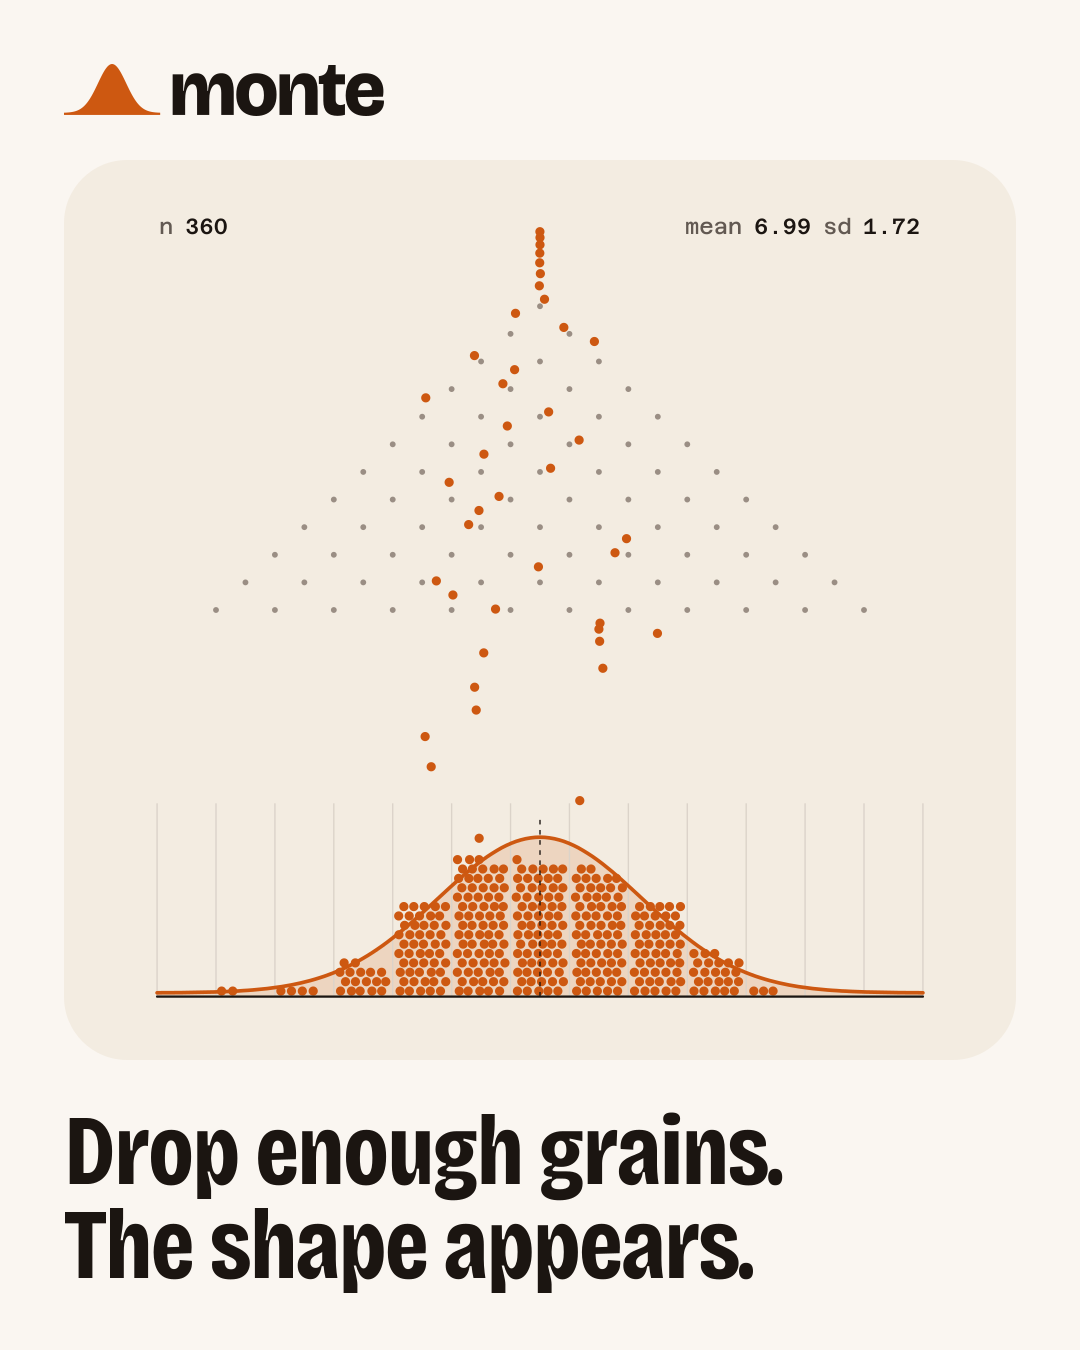 monte
n 360
mean 6.99 sd 1.72
Drop enough grains.
The shape appears.